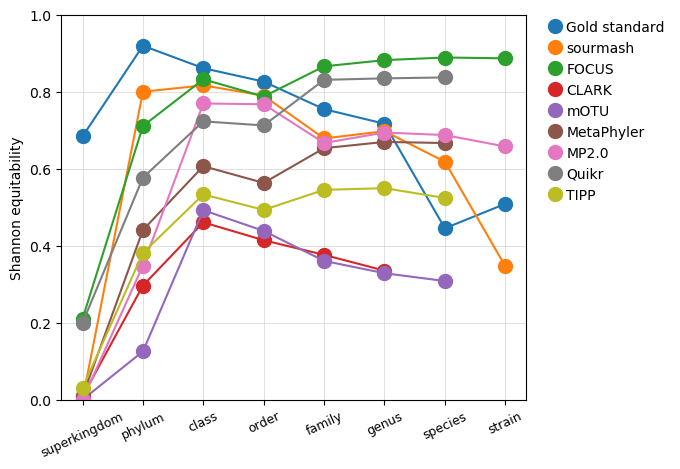 1.0
0.8
0.6
0.4
0.2
0.0
Shannon equitability
superkingdom
phylum
class
order
family
genus
species
strain
Gold standard
sourmash
FOCUS
CLARK
mOTU
MetaPhyler
MP2.0
Quikr
TIPP